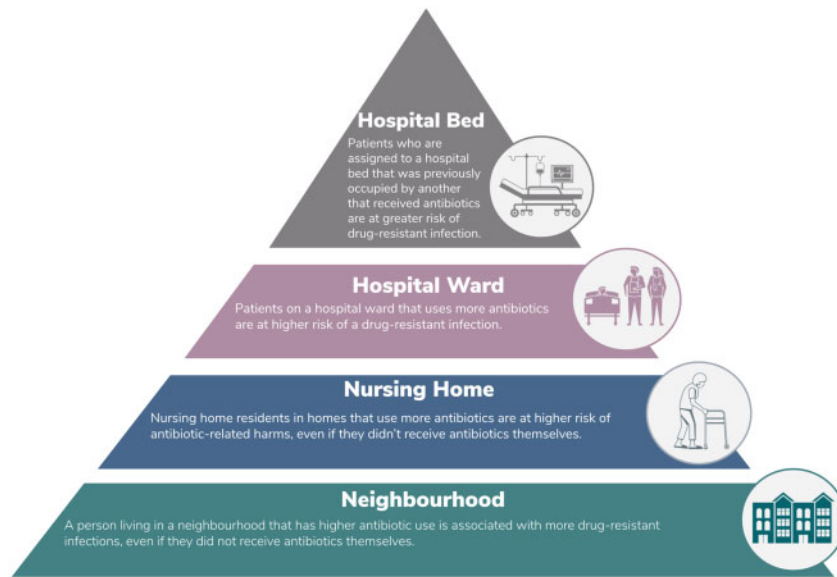 Hospital Bed
Patients who are
assigned to a hospital
bed that was previously
occupied by another
that received antibiotics
are at greater risk of
drug-resistant infection.
Hospital Ward
Patients on a hospital ward that uses more antibiotics
are at higher risk of a drug-resistant infection.
Nursing Home
Nursing home residents in homes that use more antibiotics are at higher risk of
antibiotic-related harms, even if they didn't receive antibiotics themselves.
Neighbourhood
A person living in a neighbourhood that has higher antibiotic use is associated with more drug-resistant
infections, even if they did not receive antibiotics themselves.